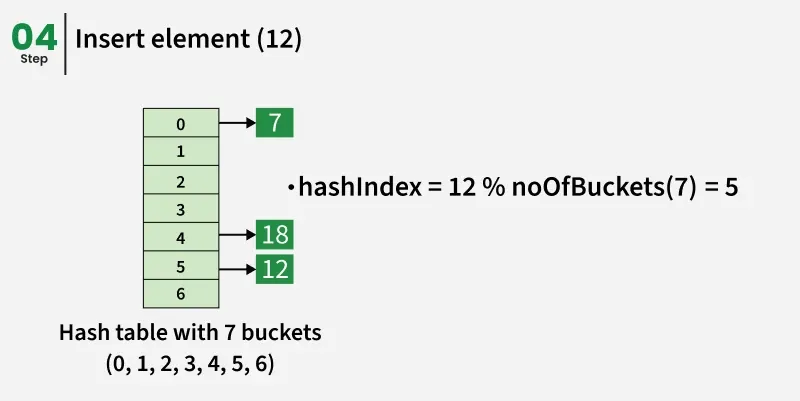 04
Step
Insert element (12)
0
7
1
2
3
4
18
5
12
6
•hashIndex = 12 % noOfBuckets(7) = 5
Hash table with 7 buckets
(0, 1, 2, 3, 4, 5, 6)